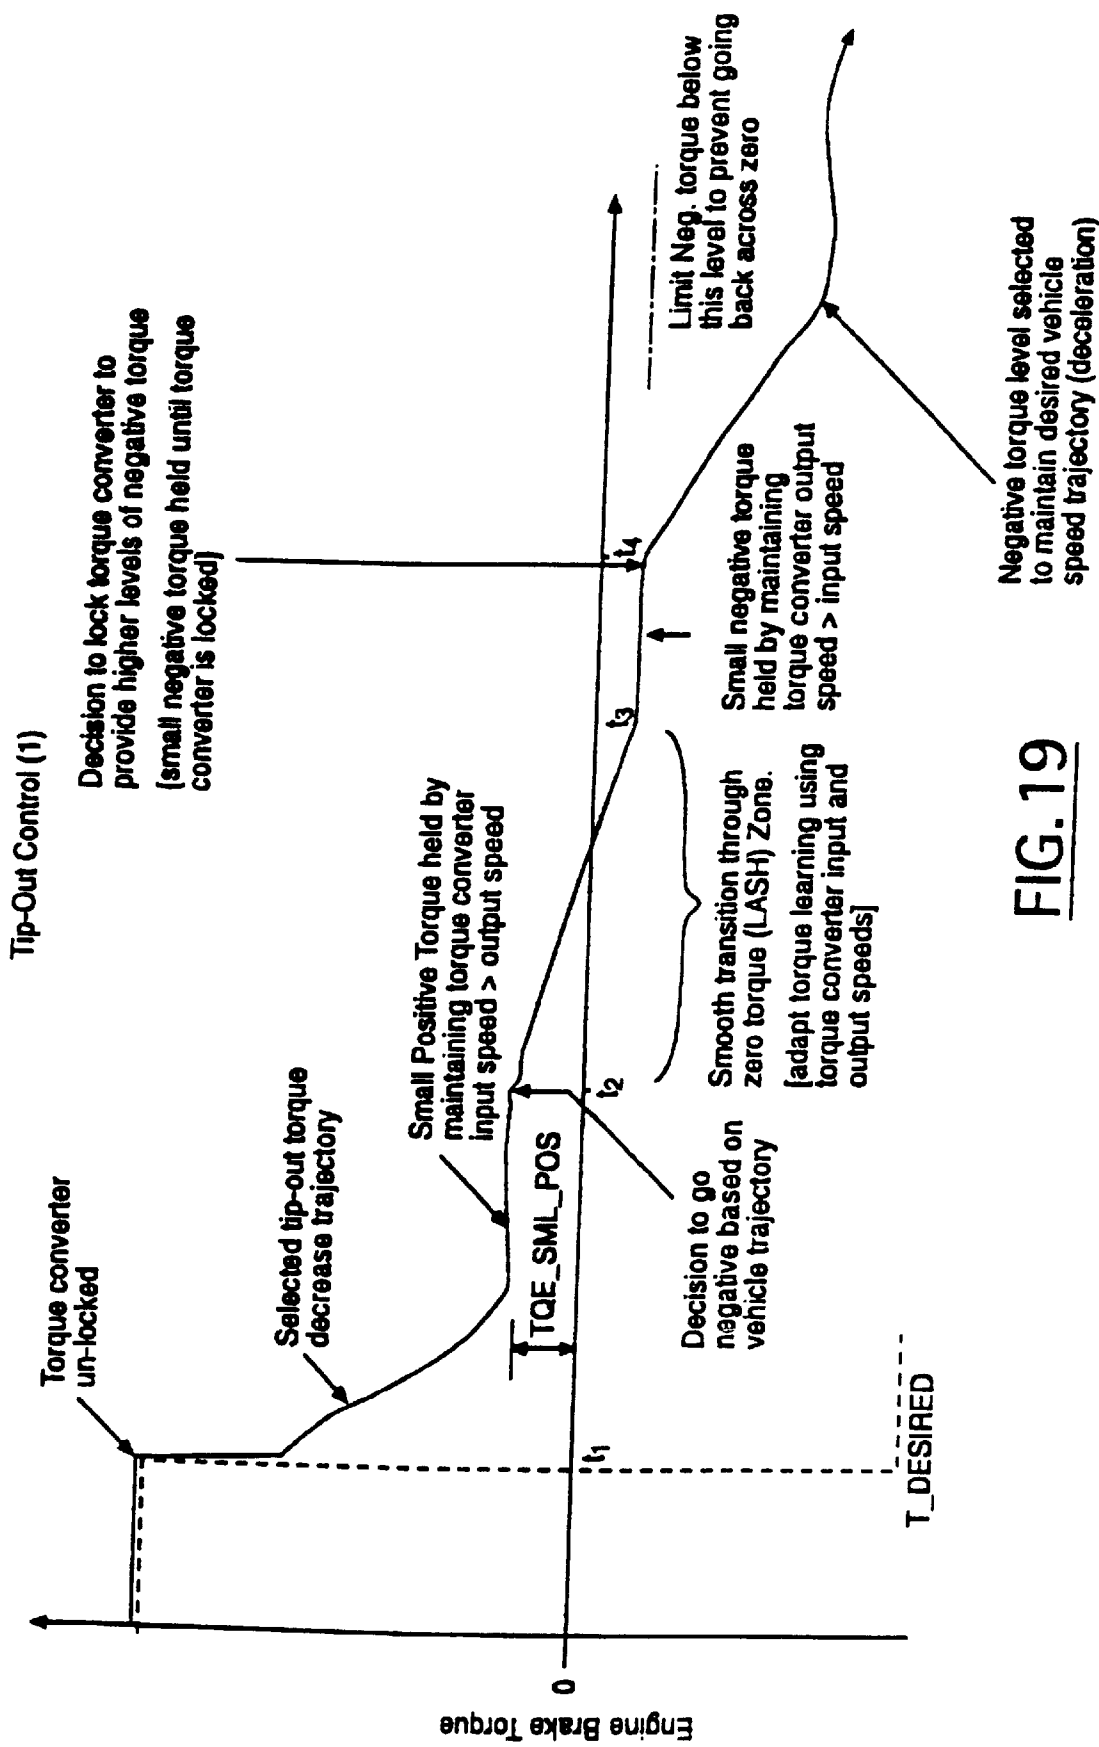 Tip-Out Control (1)
Torque converter
un-locked
Selected tip-out torque
decrease trajectory
Small Positive Torque held by
maintaining torque converter
input speed > output speed
Decision to lock torque converter to
provide higher levels of negative torque
[small negative torque held until torque
converter is locked]
Engine Brake Torque
0
TQE_SML_POS
t1
t2
t3
t4
Limit Neg. torque below
this level to prevent going
back across zero
T_DESIRED
Decision to go
negative based on
vehicle trajectory
Smooth transition through
zero torque (LASH) Zone.
[adapt torque learning using
torque converter input and
output speeds]
Small negative torque
held by maintaining
torque converter output
speed > input speed
Negative torque level selected
to maintain desired vehicle
speed trajectory (deceleration)
FIG. 19